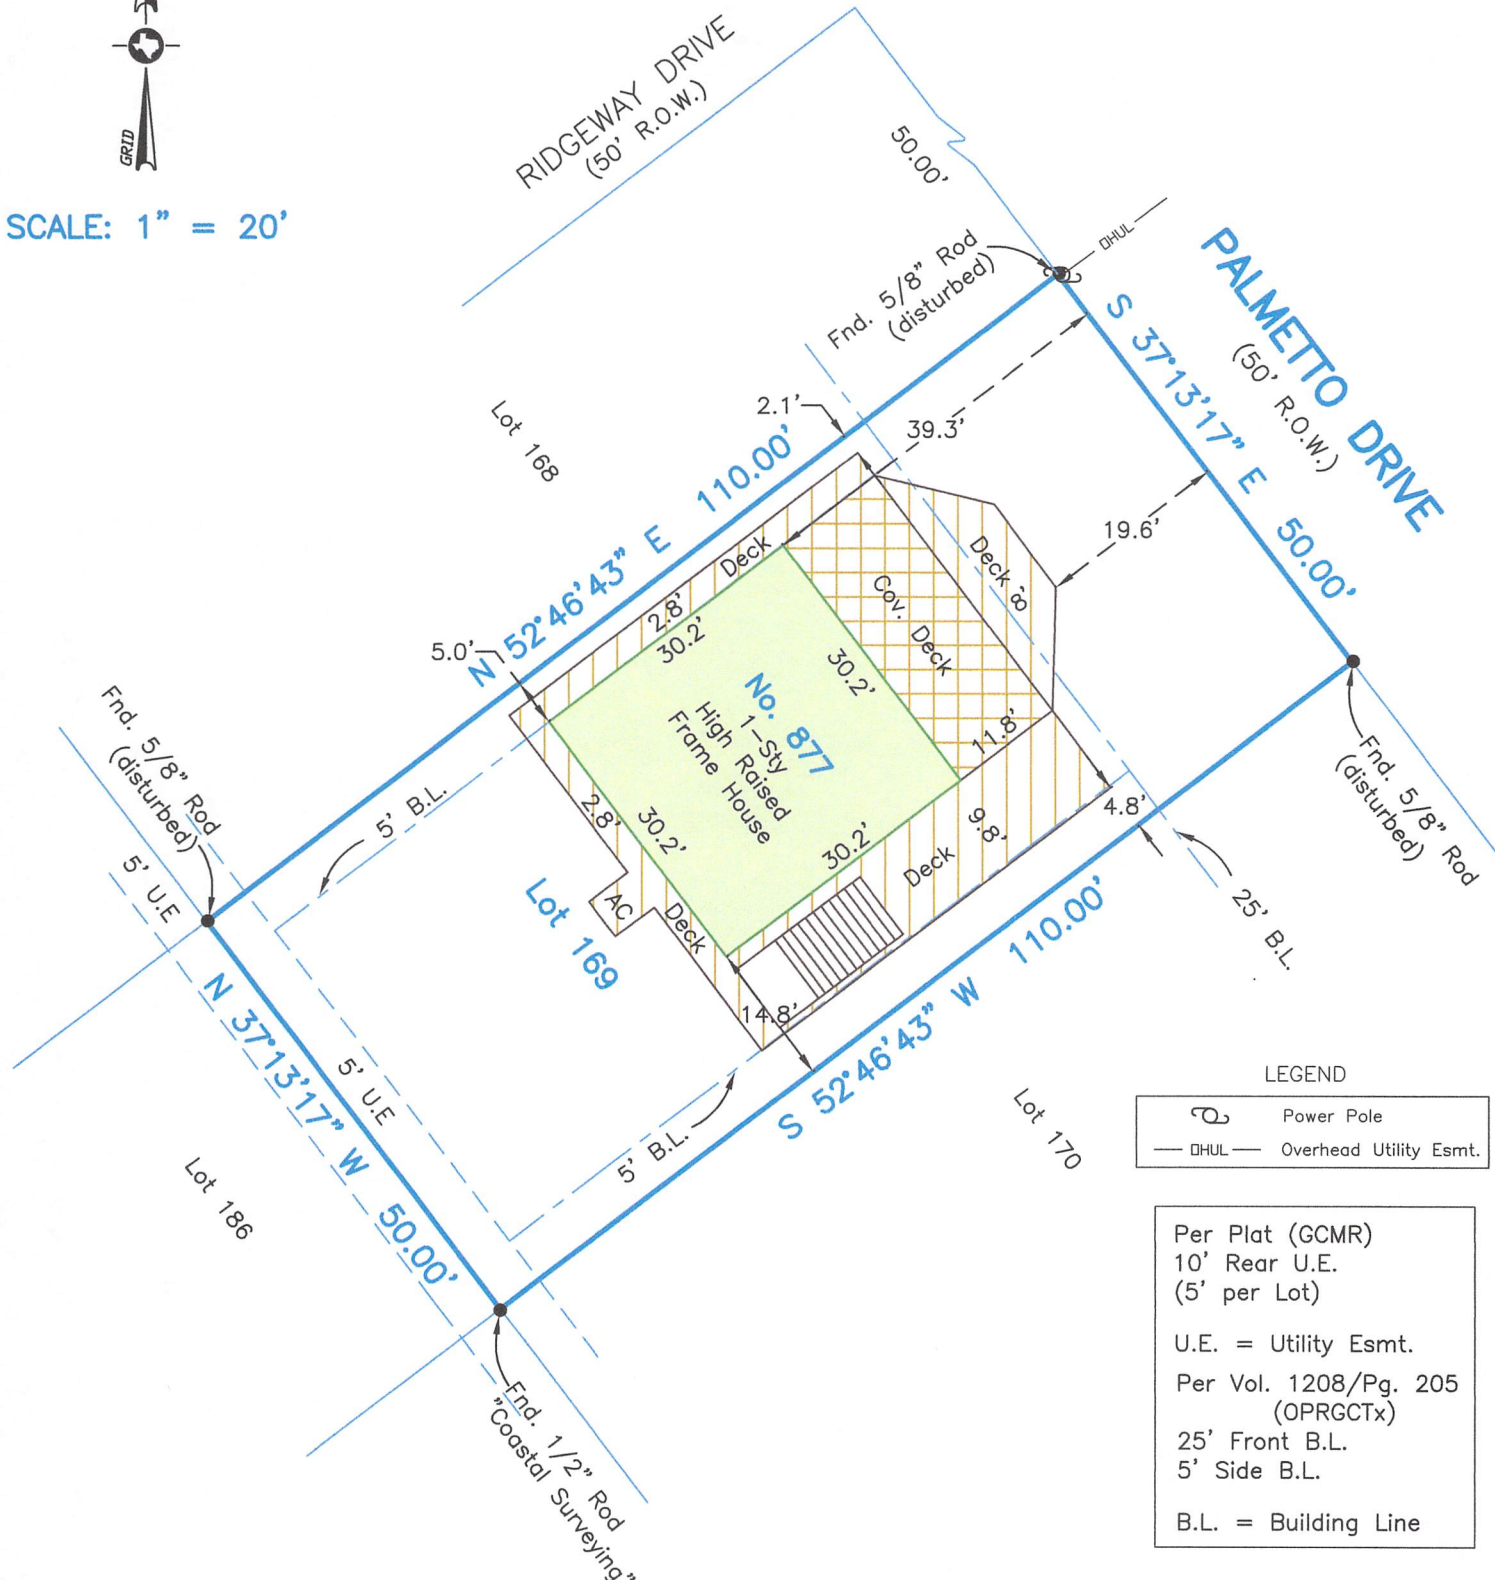 GRID
SCALE: 1" = 20'
RIDGEWAY DRIVE
(50' R.O.W.)
50.00'
OHUL
PALMETTO DRIVE
(50' R.O.W.)
Fnd. 5/8" Rod
(disturbed)
S 37°13'17" E 50.00'
Lot 168
2.1'
39.3'
19.6'
N 52°46'43" E 110.00'
Deck
2.8'
30.2'
5.0'
Cov. Deck
Deck
8'
30.2'
11.8'
No. 877
1-Sty
High Raised
Frame House
2.8'
30.2'
30.2'
9.8'
Deck
4.8'
Fnd. 5/8" Rod
(disturbed)
25' B.L.
Fnd. 5/8" Rod
(disturbed)
5' U.E
5' B.L.
AC
Deck
Lot 169
14.8'
S 52°46'43" W 110.00'
N 37°13'17" W 50.00'
5' U.E
5' B.L.
Lot 186
Lot 170
Fnd. 1/2" Rod
"Coastal Surveying"
LEGEND
Power Pole
OHUL Overhead Utility Esmt.
Per Plat (GCMR)
10' Rear U.E.
(5' per Lot)
U.E. = Utility Esmt.
Per Vol. 1208/Pg. 205
(OPRGCTx)
25' Front B.L.
5' Side B.L.
B.L. = Building Line